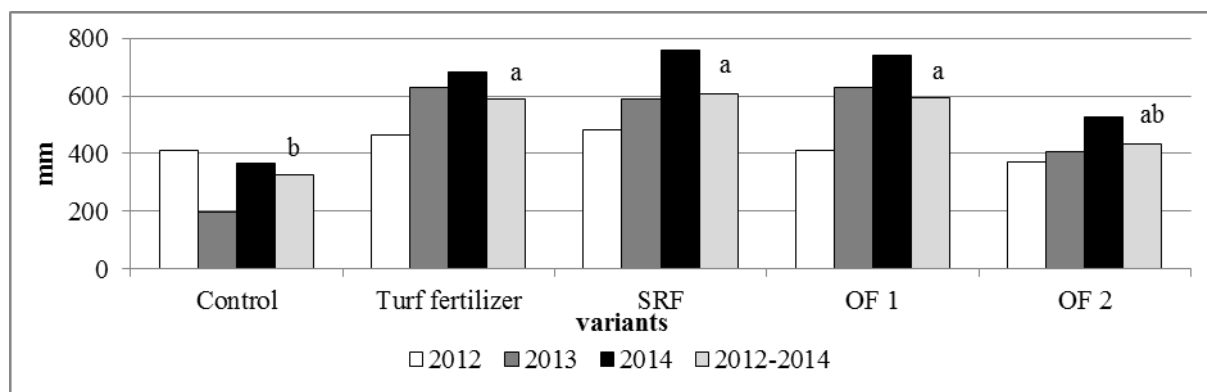 800
600
400
200
0
mm
b
a
a
a
ab
Control Turf fertilizer SRF OF 1 OF 2
variants
2012 2013 2014 2012-2014